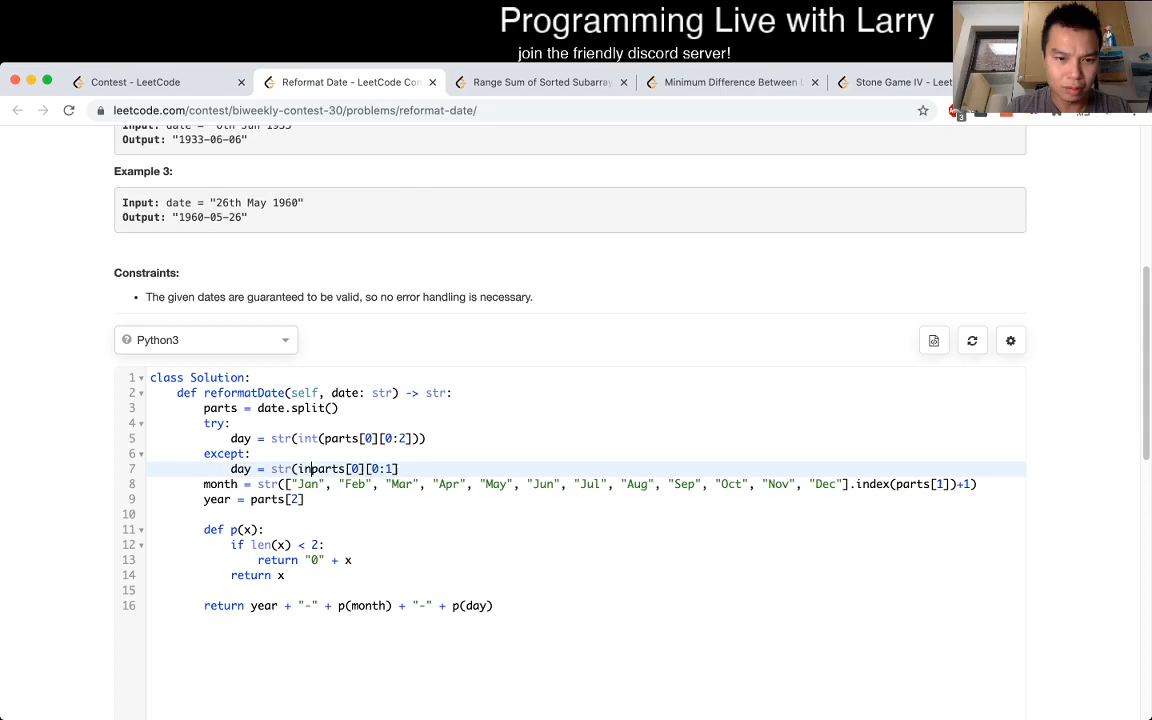 Programming Live with Larry
join the friendly discord server!
Contest - LeetCode
Reformat Date - LeetCode Con
Range Sum of Sorted Subarray
Minimum Difference Between
Stone Game IV - Leet
leetcode.com/contest/biweekly-contest-30/problems/reformat-date/
3
Input: date = "6th Jun 1933"
Output: "1933-06-06"
Example 3:
Input: date = "26th May 1960"
Output: "1960-05-26"
Constraints:
The given dates are guaranteed to be valid, so no error handling is necessary.
Python3
1 class Solution:
2 def reformatDate(self, date: str) -> str:
3 parts = date.split()
4 try:
5 day = str(int(parts[0][0:2]))
6 except:
7 day = str(inparts[0][0:1]
8 month = str(["Jan", "Feb", "Mar", "Apr", "May", "Jun", "Jul", "Aug", "Sep", "Oct", "Nov", "Dec"].index(parts[1])+1)
9 year = parts[2]
10
11 def p(x):
12 if len(x) < 2:
13 return "0" + x
14 return x
15
16 return year + "-" + p(month) + "-" + p(day)